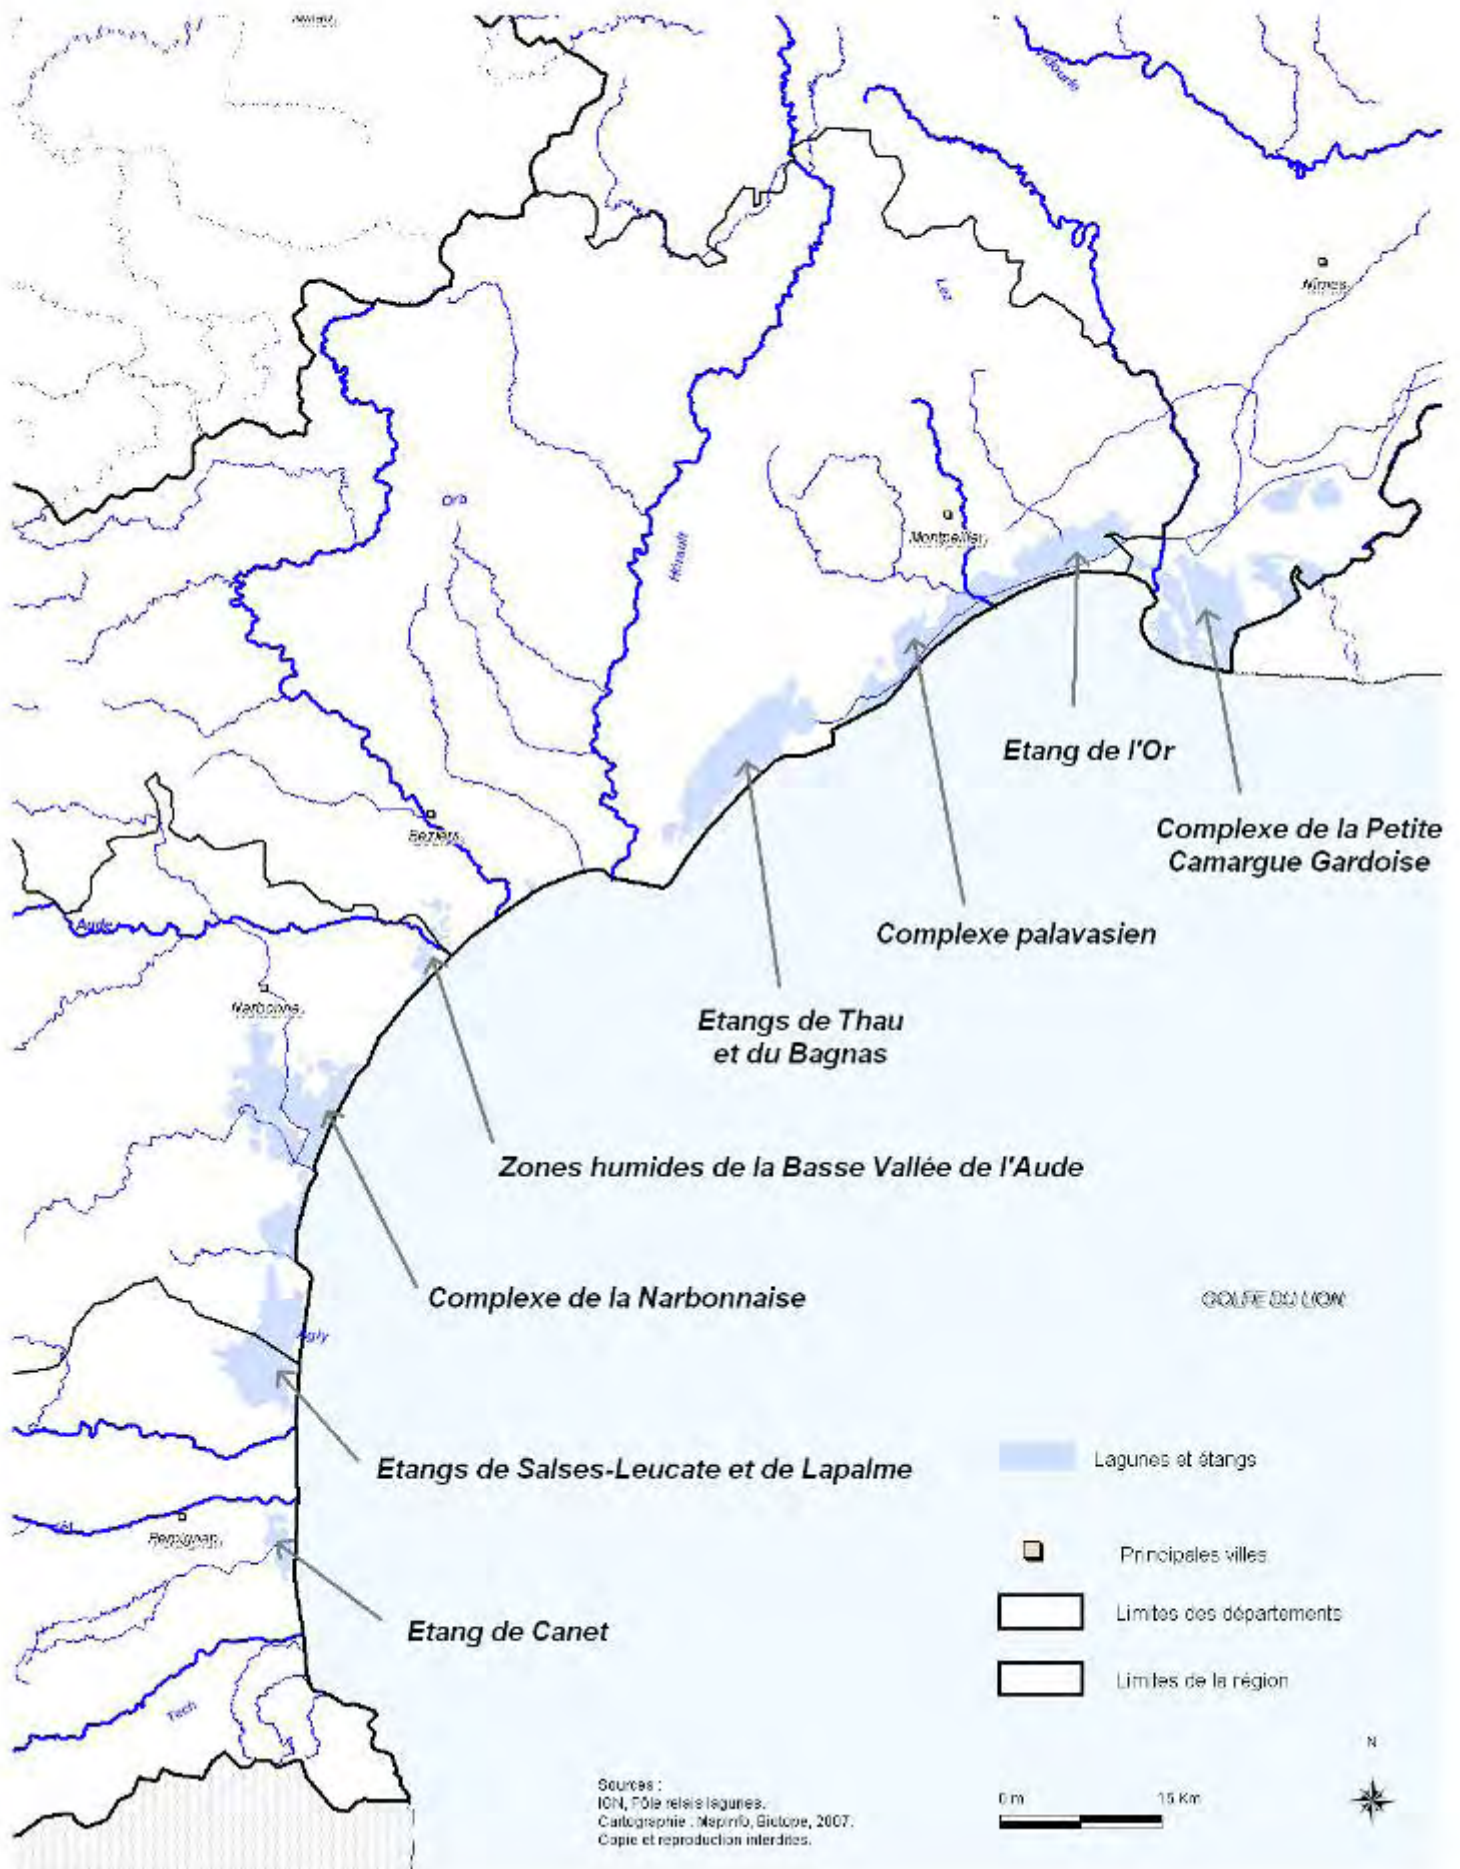 Vidourle
Lez
Nîmes
Orb
Hérault
Montpellier
Etang de l'Or
Complexe de la Petite
Camargue Gardoise
Beziers
Complexe palavasien
Aude
Narbonne
Etangs de Thau
et du Bagnas
Zones humides de la Basse Vallée de l'Aude
Complexe de la Narbonnaise
GOLFE DU LION
Agly
Etangs de Salses-Leucate et de Lapalme
Lagunes et étangs
Perpignan
Principales villes
Limites des départements
Etang de Canet
Limites de la région
Tech
N
Sources :
IGN, Pôle relais lagunes.
Cartographie : Mapinfo, Biotope, 2007.
Copie et reproduction interdites.
0 m
15 Km